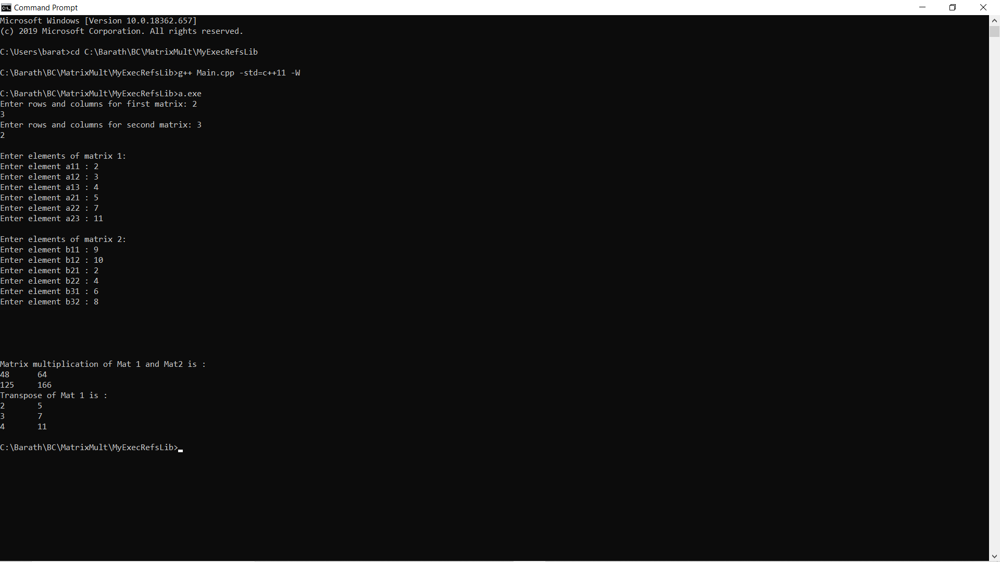 Command Prompt
Microsoft Windows [Version 10.0.18362.657]
(c) 2019 Microsoft Corporation. All rights reserved.
C:\Users\barat>cd C:\Barath\BC\MatrixMult\MyExecRefsLib
C:\Barath\BC\MatrixMult\MyExecRefsLib>g++ Main.cpp -std=c++11 -W
C:\Barath\BC\MatrixMult\MyExecRefsLib>a.exe
Enter rows and columns for first matrix: 2
3
Enter rows and columns for second matrix: 3
2
Enter elements of matrix 1:
Enter element a11 : 2
Enter element a12 : 3
Enter element a13 : 4
Enter element a21 : 5
Enter element a22 : 7
Enter element a23 : 11
Enter elements of matrix 2:
Enter element b11 : 9
Enter element b12 : 10
Enter element b21 : 2
Enter element b22 : 4
Enter element b31 : 6
Enter element b32 : 8
Matrix multiplication of Mat 1 and Mat2 is :
48      64
125     166
Transpose of Mat 1 is :
2       5
3       7
4       11
C:\Barath\BC\MatrixMult\MyExecRefsLib>